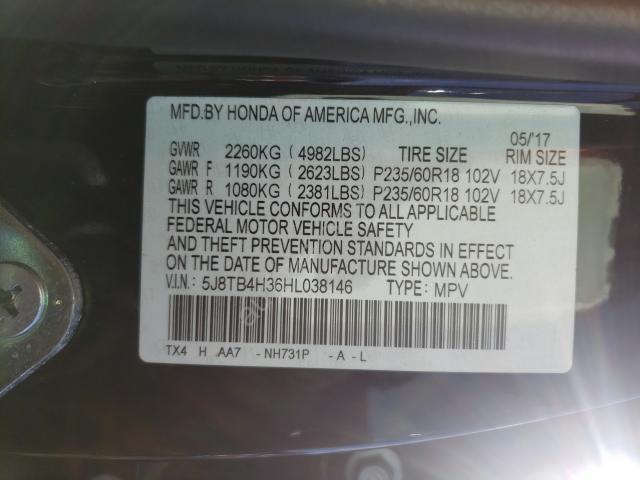 MFD.BY HONDA OF AMERICA MFG.,INC.
05/'17
GVWR 2260KG ( 4982LBS) TIRE SIZE RIM SIZE
GAWR F 1190KG ( 2623LBS) P235/60R18 102V 18X7.5J
GAWR R 1080KG ( 2381LBS) P235/60R18 102V 18X7.5J
THIS VEHICLE CONFORMS TO ALL APPLICABLE
FEDERAL MOTOR VEHICLE SAFETY
AND THEFT PREVENTION STANDARDS IN EFFECT
ON THE DATE OF MANUFACTURE SHOWN ABOVE.
V.I.N.: 5J8TB4H36HL038146 TYPE: MPV
TX4 H AA7 - NH731P - A - L